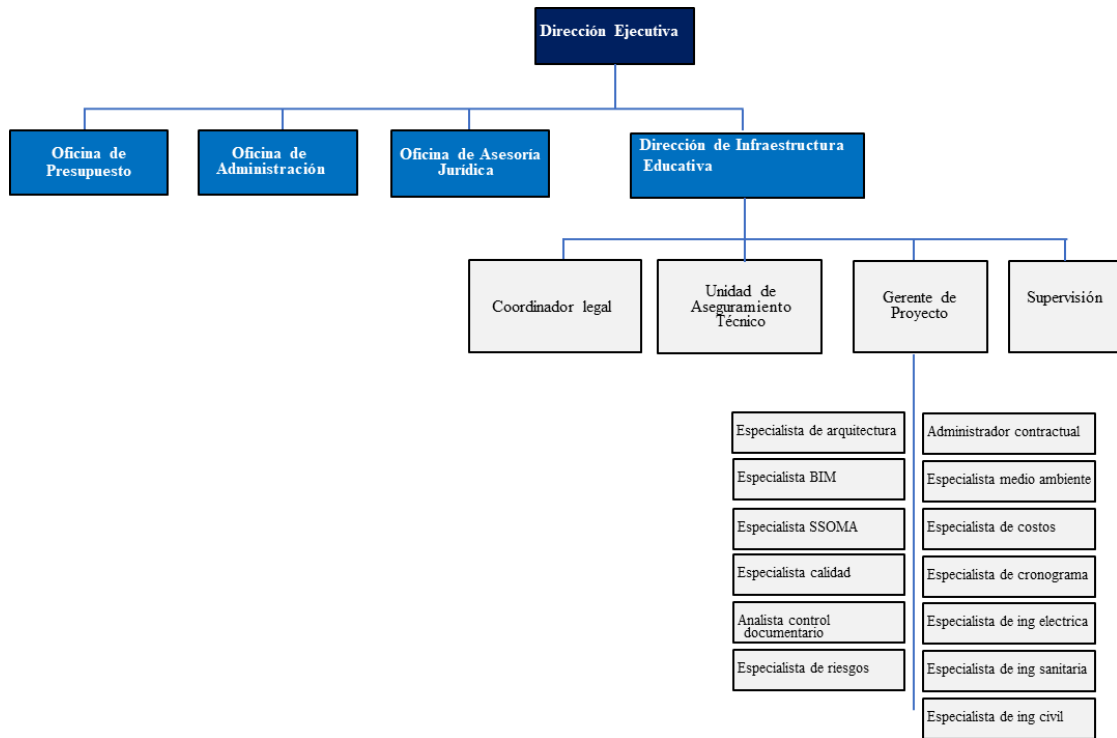 Dirección Ejecutiva
Oficina de
Presupuesto
Oficina de
Administración
Oficina de Asesoría
Jurídica
Dirección de Infraestructura
Educativa
Coordinador legal
Unidad de
Aseguramiento
Técnico
Gerente de
Proyecto
Supervisión
Especialista de arquitectura
Administrador contractual
Especialista BIM
Especialista medio ambiente
Especialista SSOMA
Especialista de costos
Especialista calidad
Especialista de cronograma
Analista control
documentario
Especialista de ing electrica
Especialista de riesgos
Especialista de ing sanitaria
Especialista de ing civil